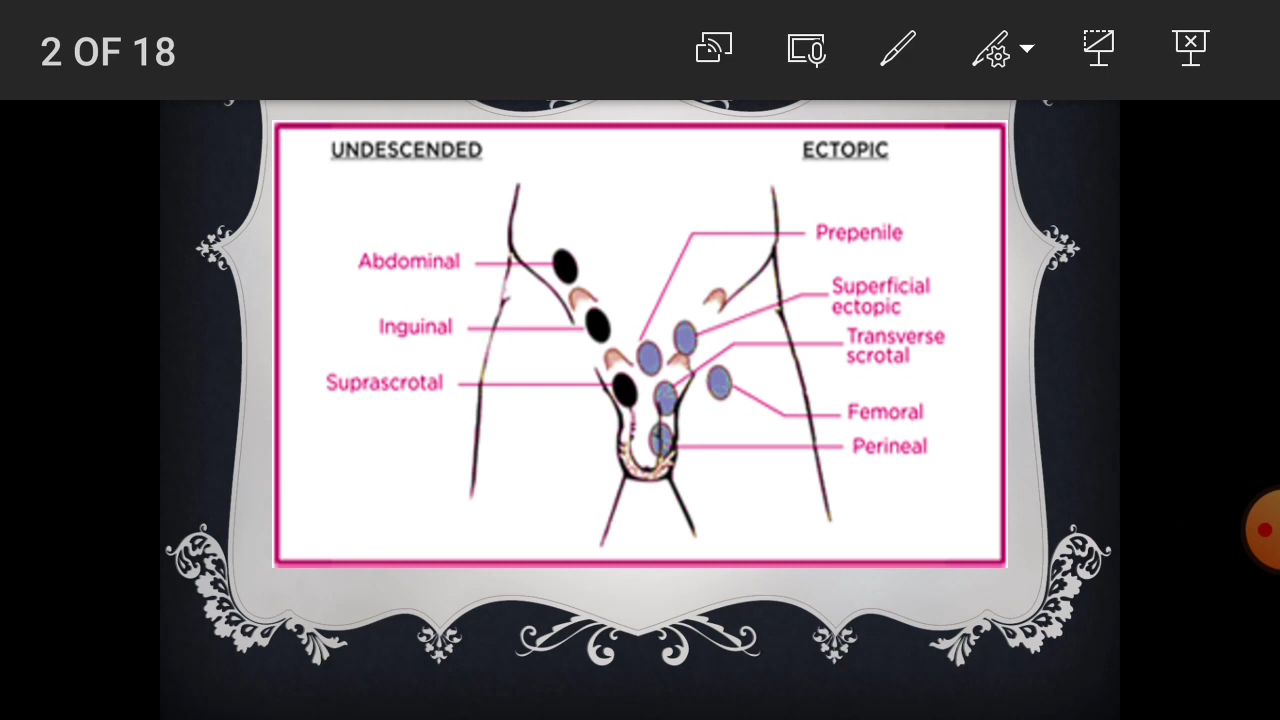 2 OF 18
UNDESCENDED
ECTOPIC
Abdominal
Inguinal
Suprascrotal
Prepenile
Superficial
ectopic
Transverse
scrotal
Femoral
Perineal